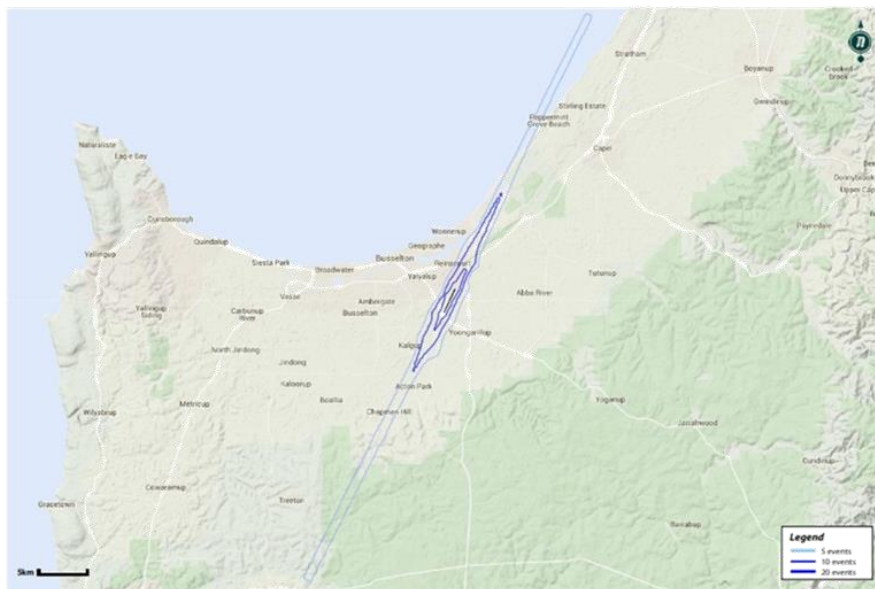 Stratham
Boyanup
Crooked
Brook
Gwindinup
Stirling Estate
Peppermint
Grove Beach
Naturaliste
Eagle Bay
Capel
Donnybrook
Upper Cap
Dunsborough
Wonnerup
Paynedale
Quindalup
Geographe
Yallingup
Siesta Park
Busselton
Reinscourt
Broadwater
Yalyalup
Tutunup
Vasse
Abba River
Yallingup
Siding
Carbunup
River
Ambergate
Busselton
Yoongarillup
North Jindong
Kalgup
Jindong
Kaloorup
Acton Park
Boallia
Yoganup
Metricup
Wilyabrup
Chapman Hill
Jarrahwood
Cundinup
Cowaramup
Treeton
Gracetown
Barrabup
5km
Legend
5 events
10 events
20 events